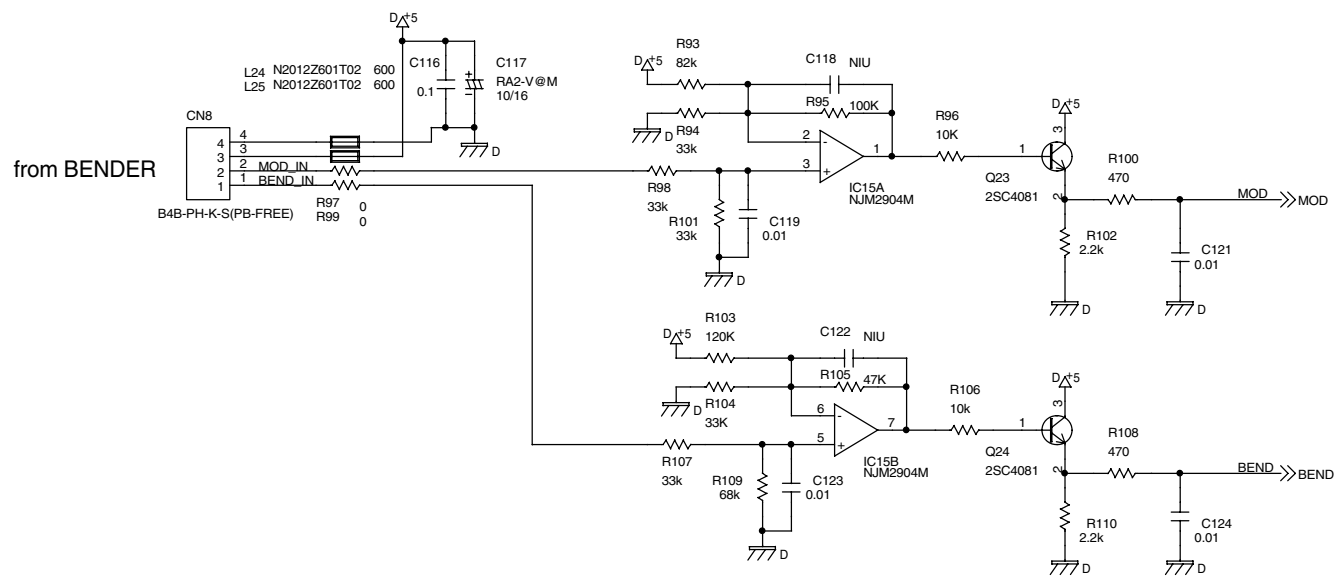 D +5
L24 N2012Z601T02 600
L25 N2012Z601T02 600
C116
0.1
+
-
C117
RA2-V@M
10/16
D
CN8
4
3
2
1
4
3
2 MOD_IN
1 BEND_IN
from BENDER
B4B-PH-K-S(PB-FREE)
R97 0
R99 0
D +5
R93
82k
C118 NIU
R95 100K
R94
33k
D
2 -
3 +
1
IC15A
NJM2904M
R98
33k
R101
33k
C119
0.01
D
R96
10K
1
D +5
3
Q23
2SC4081
2
R100
470
MOD
MOD
R102
2.2k
C121
0.01
D
D
D +5
R103
120K
C122 NIU
R105 47K
D
R104
33K
6 -
5 +
7
IC15B
NJM2904M
R107
33k
R109
68k
C123
0.01
D
R106
10k
1
D +5
3
Q24
2SC4081
2
R108
470
BEND
BEND
R110
2.2k
C124
0.01
D
D